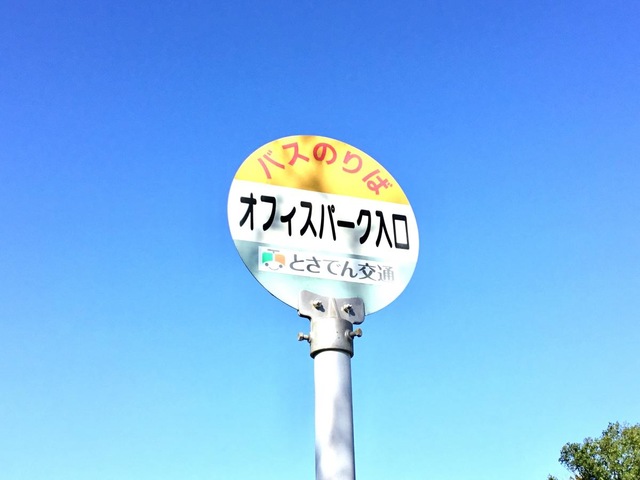 バスのりば
オフィスパーク入口
とさでん交通